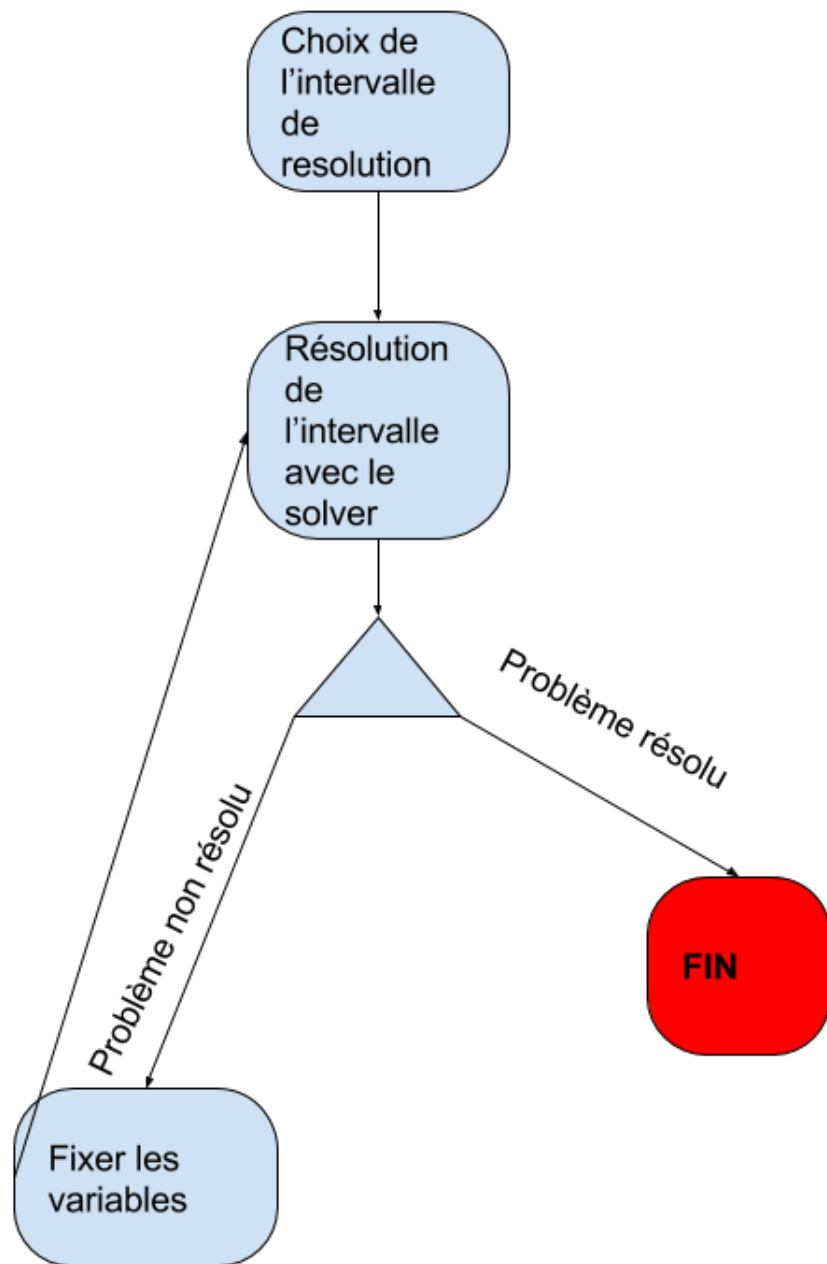 Choix de
l'intervalle
de
resolution
Résolution
de
l'intervalle
avec le
solver
Problème résolu
Problème non résolu
FIN
Fixer les
variables